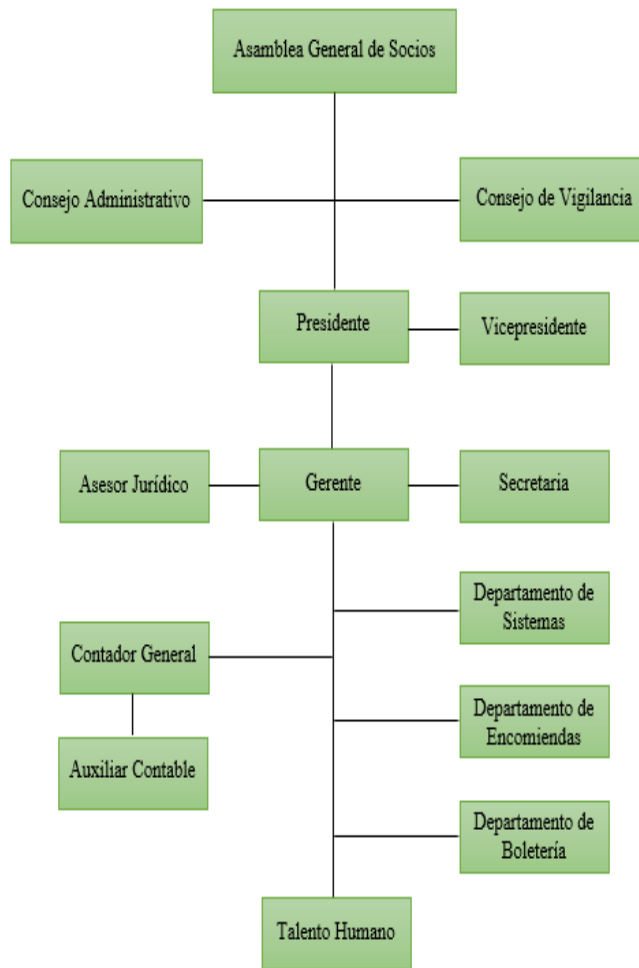 Asamblea General de Socios
Consejo Administrativo
Consejo de Vigilancia
Presidente
Vicepresidente
Asesor Jurídico
Gerente
Secretaria
Departamento de
Sistemas
Contador General
Departamento de
Encomiendas
Auxiliar Contable
Departamento de
Boletería
Talento Humano